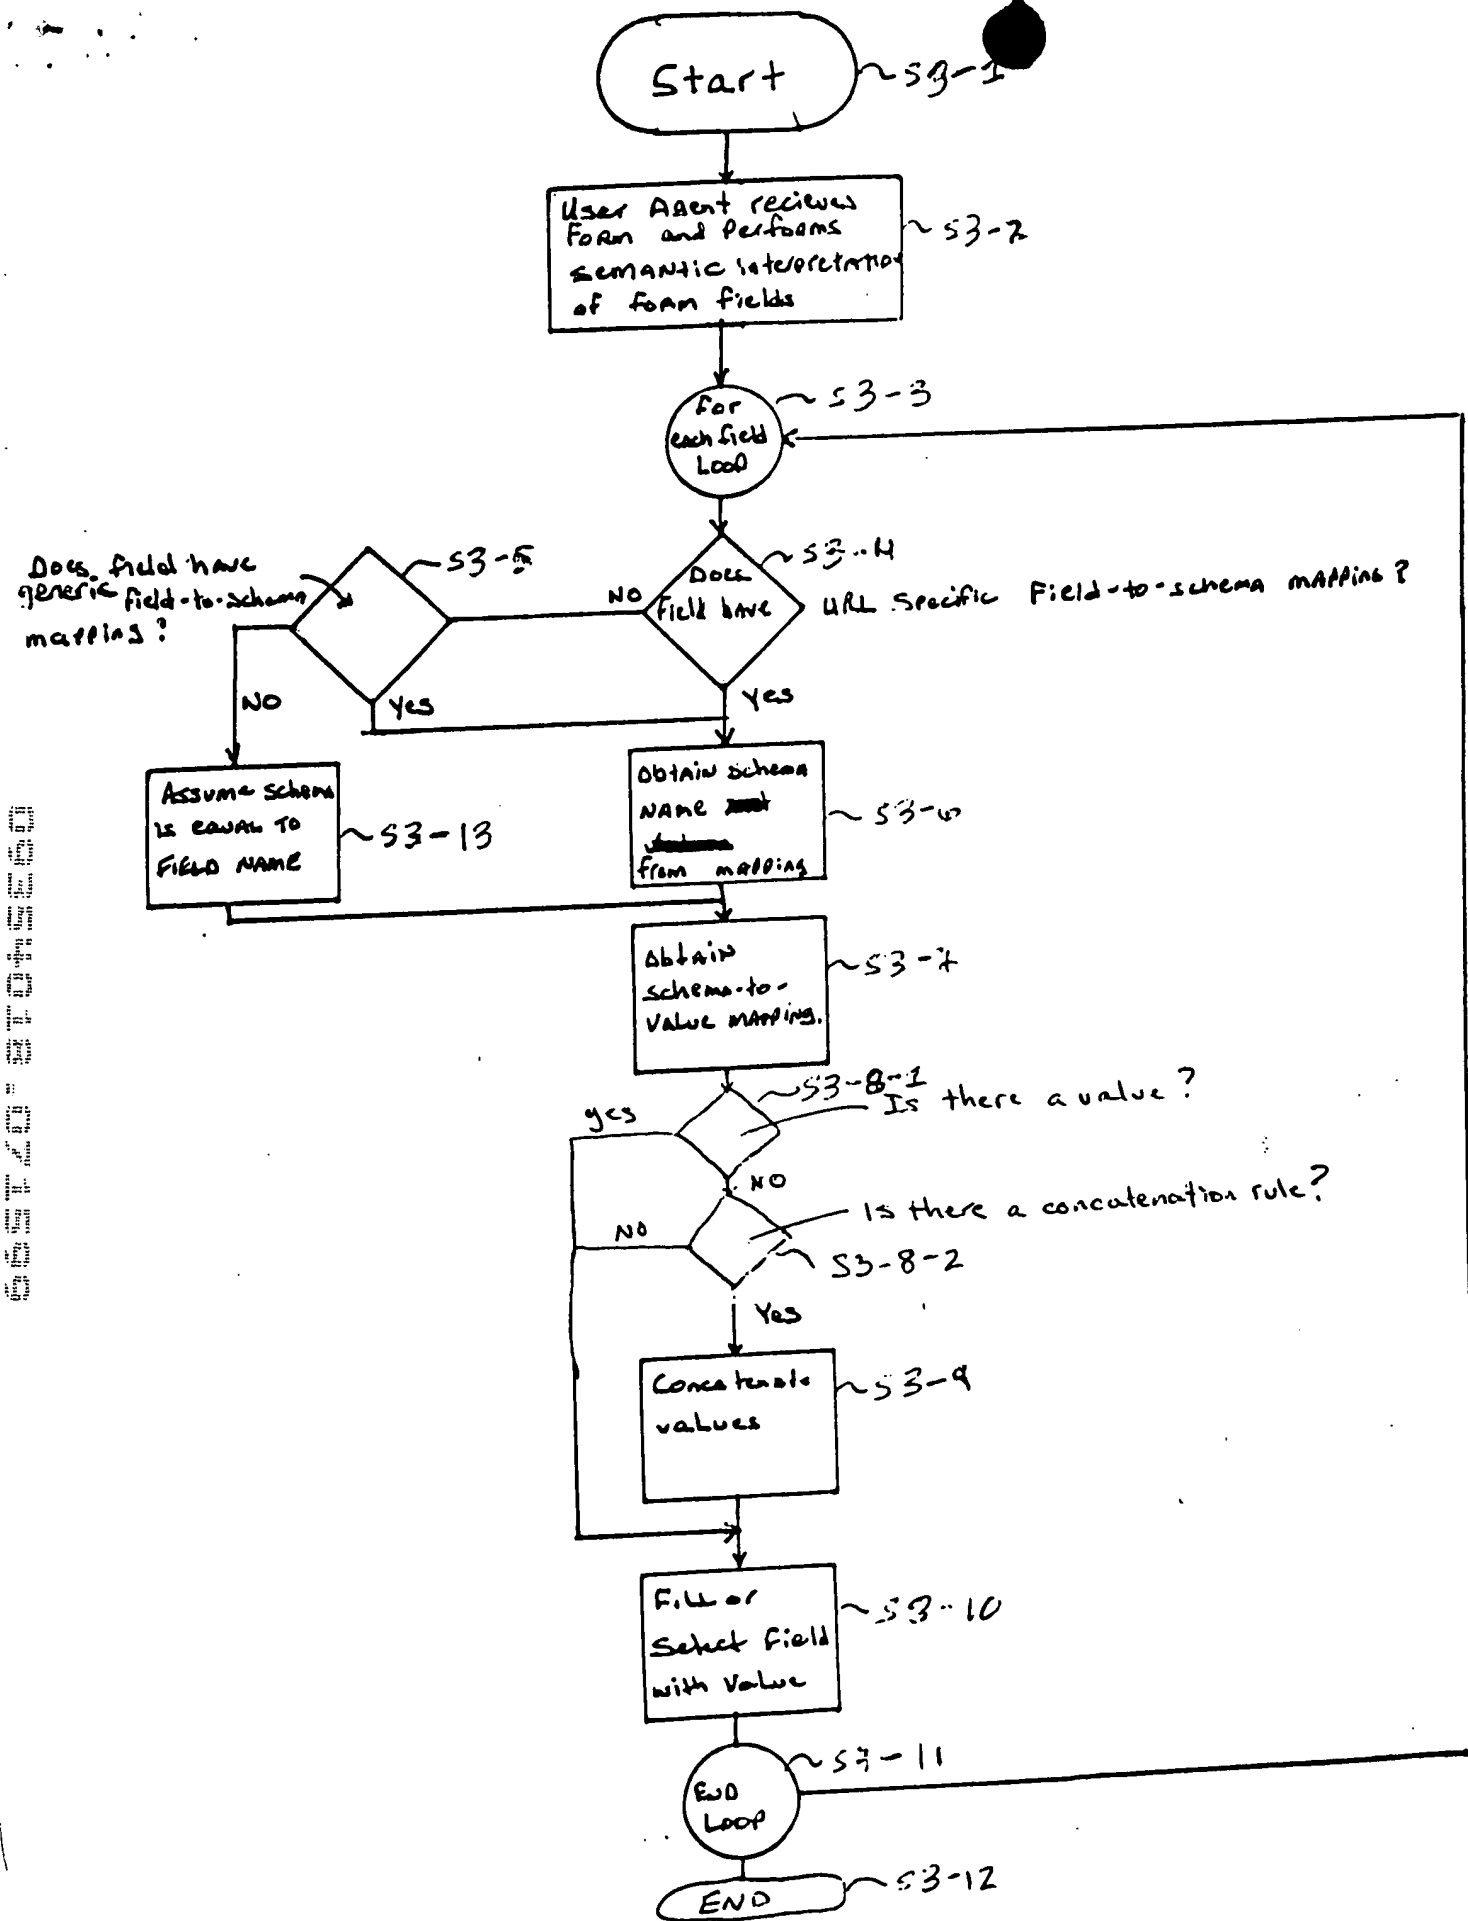 Start
S3-1
User Agent recieves
Form and Performs
semantic interpretation
of form fields
S3-2
For
each field
Loop
S3-3
Does
Field have URL Specific Field-to-schema mapping?
S3-4
NO
Yes
Does field have
generic field-to-schema
mapping?
S3-5
NO
Yes
Assume schema
is equal to
FIELD NAME
S3-13
Obtain schema
NAME
from mapping
S3-6
Obtain
schema-to-
value mapping.
S3-7
S3-8-1
Is there a value?
yes
NO
Is there a concatenation rule?
S3-8-2
NO
Yes
Concatenate
values
S3-9
Fill or
Select Field
with Value
S3-10
END
LOOP
S3-11
END
S3-12